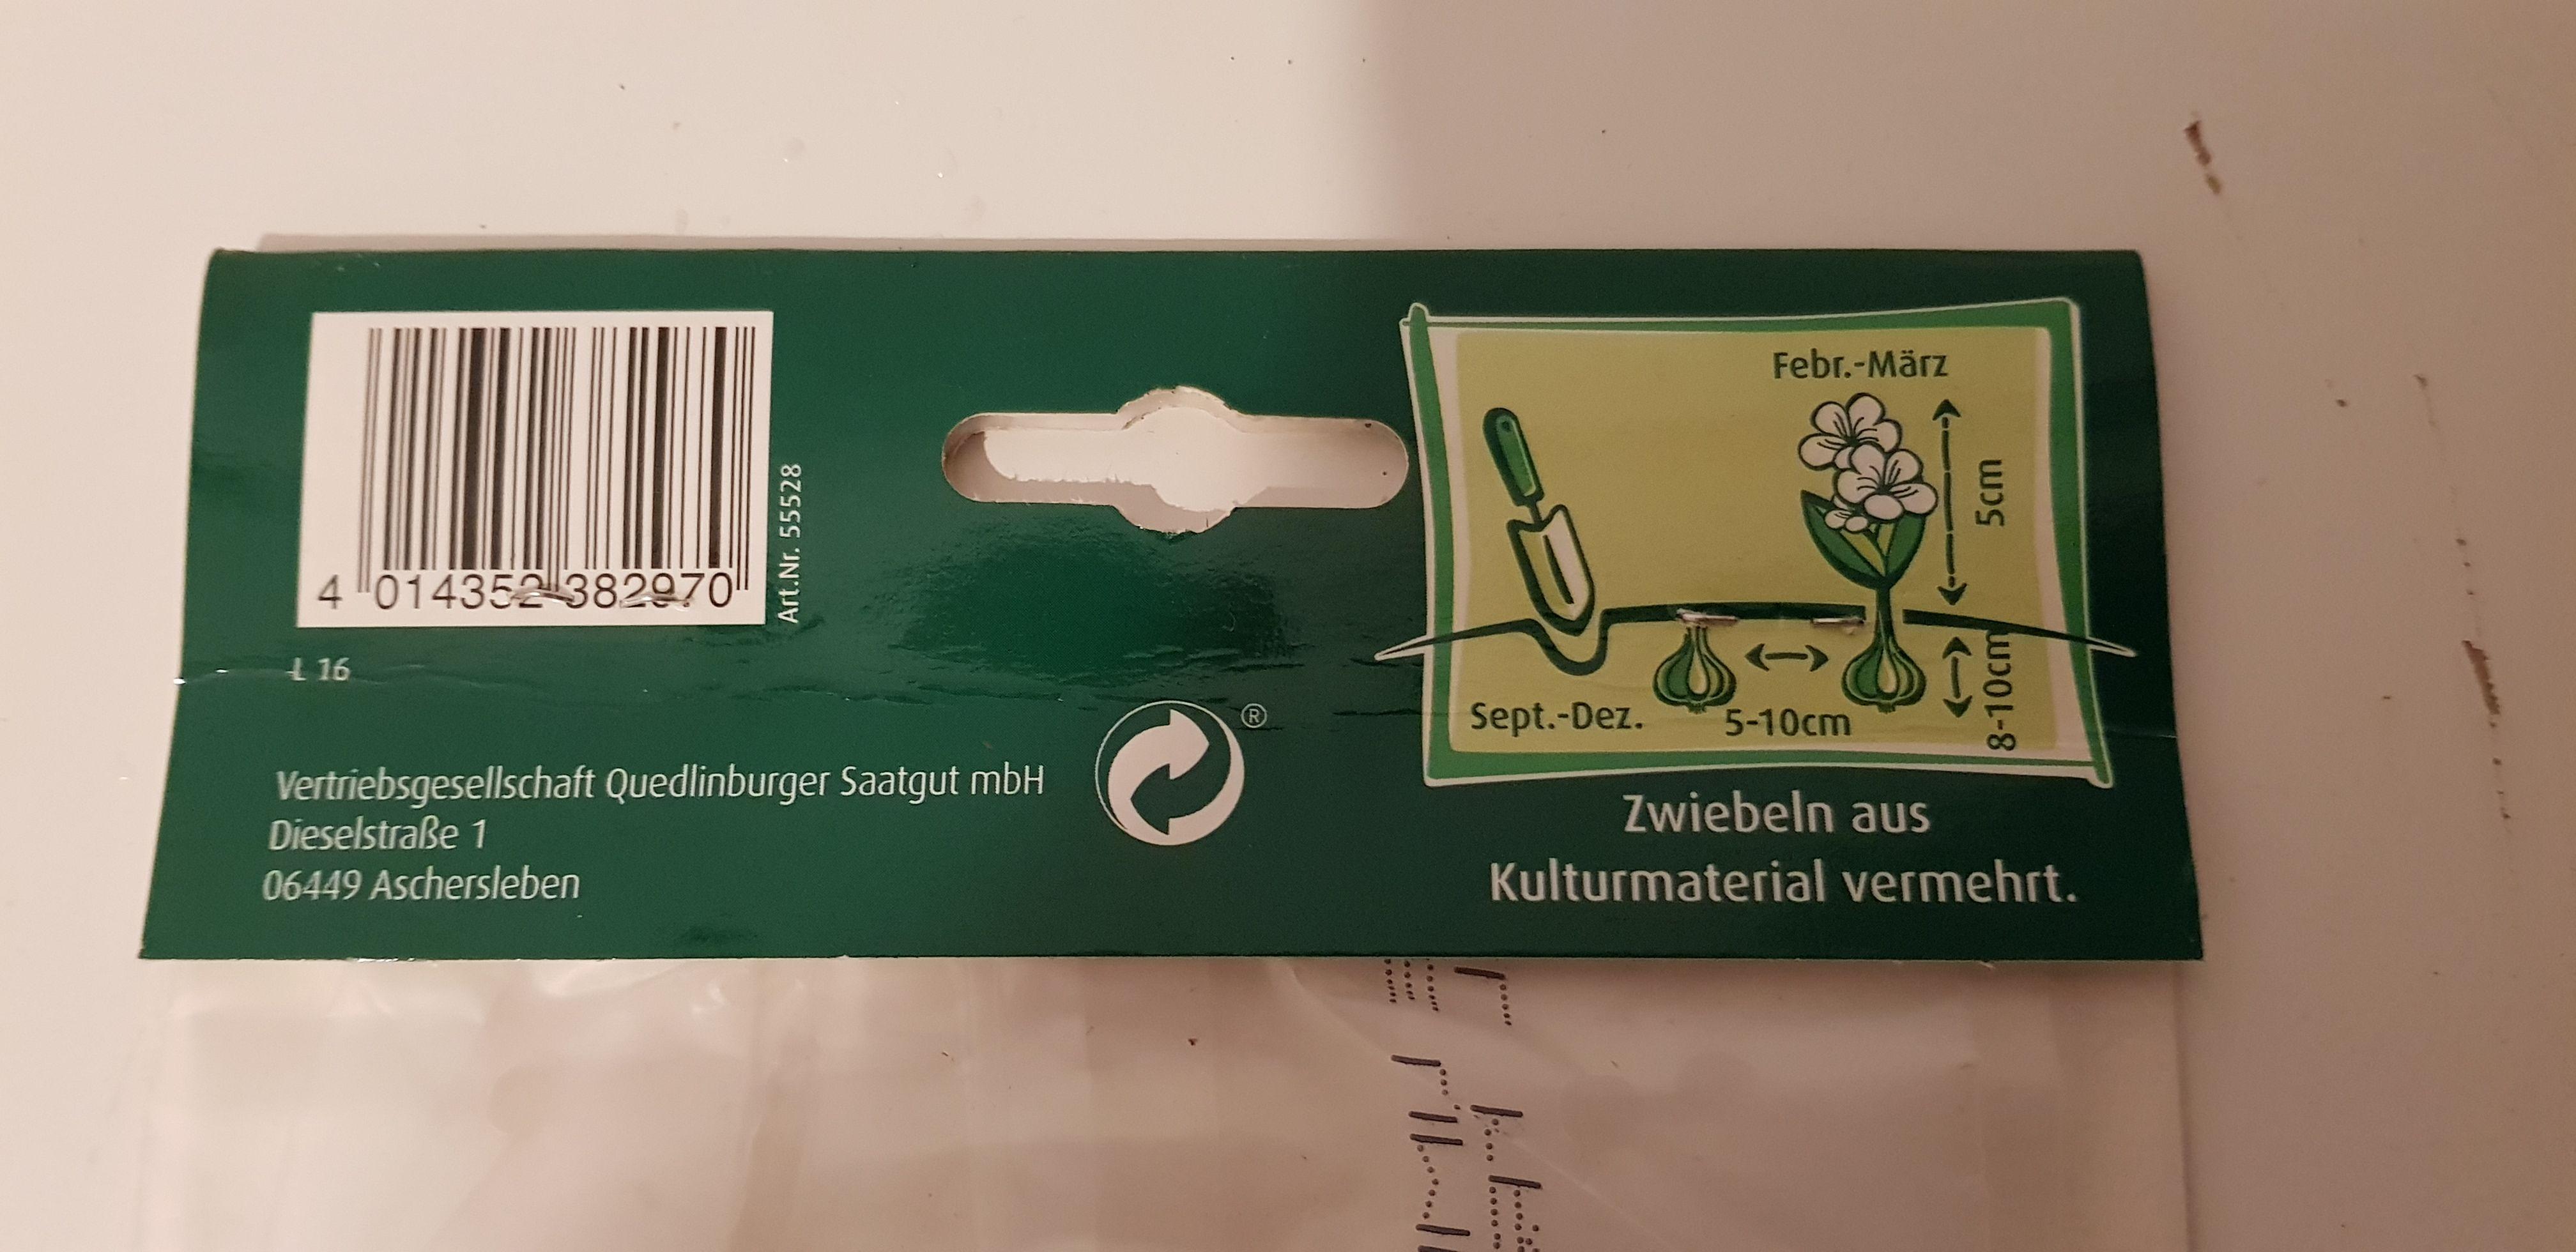 4 014352 382970
Art.Nr. 55528
L 16
Vertriebsgesellschaft Quedlinburger Saatgut mbH
Dieselstraße 1
06449 Aschersleben
®
Febr.-März
5cm
8-10cm
Sept.-Dez.
5-10cm
Zwiebeln aus
Kulturmaterial vermehrt.